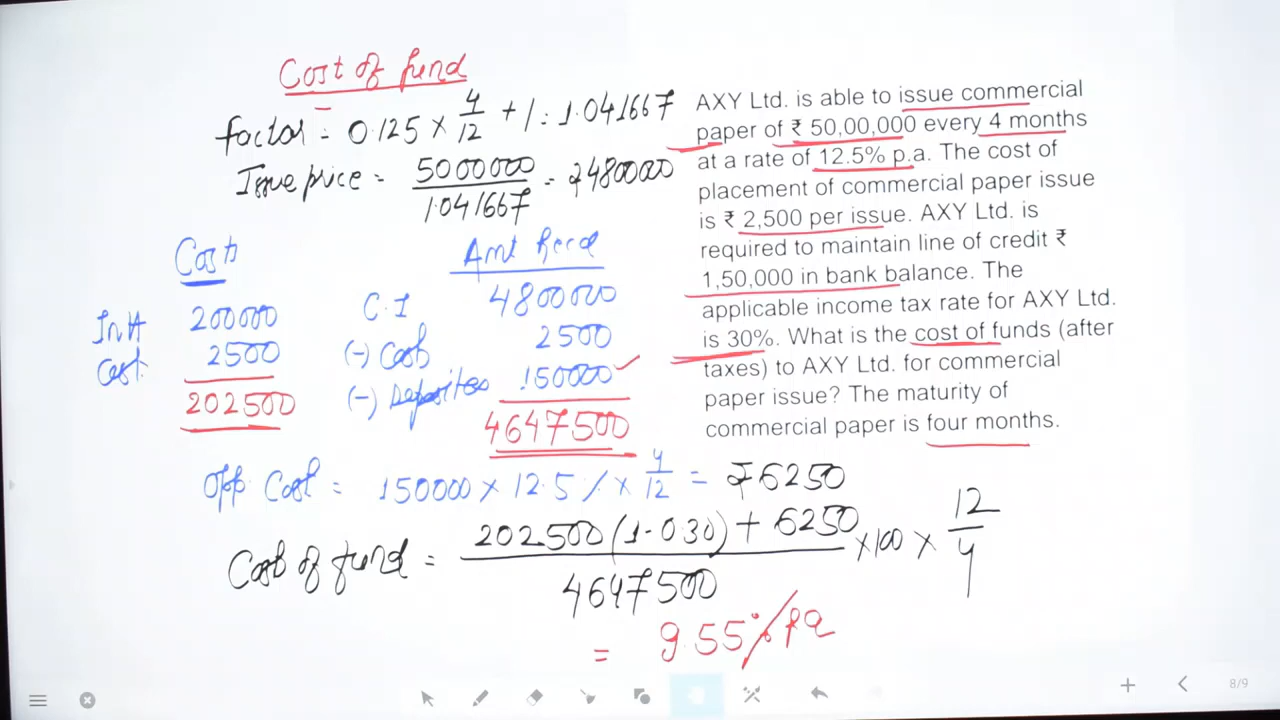 Cost of fund
factor = 0.125 × 4/12 + 1 = 1.041667
Issue price = 5000000/1.041667 = ₹4800000
Cost
Int 200000
Cost. 2500
202500
Amt Recd
C.I 4800000
(-) Cost 2500
(-) Deposites 150000 ✓
4647500
Opp. Cost = 150000 × 12.5% × 4/12 = ₹6250
Cost of fund = 202500(1-0.30) + 6250/4647500 × 100 × 12/4
= 9.55% pa
AXY Ltd. is able to issue commercial
paper of ₹ 50,00,000 every 4 months
at a rate of 12.5% p.a. The cost of
placement of commercial paper issue
is ₹ 2,500 per issue. AXY Ltd. is
required to maintain line of credit ₹
1,50,000 in bank balance. The
applicable income tax rate for AXY Ltd.
is 30%. What is the cost of funds (after
taxes) to AXY Ltd. for commercial
paper issue? The maturity of
commercial paper is four months.
8/9